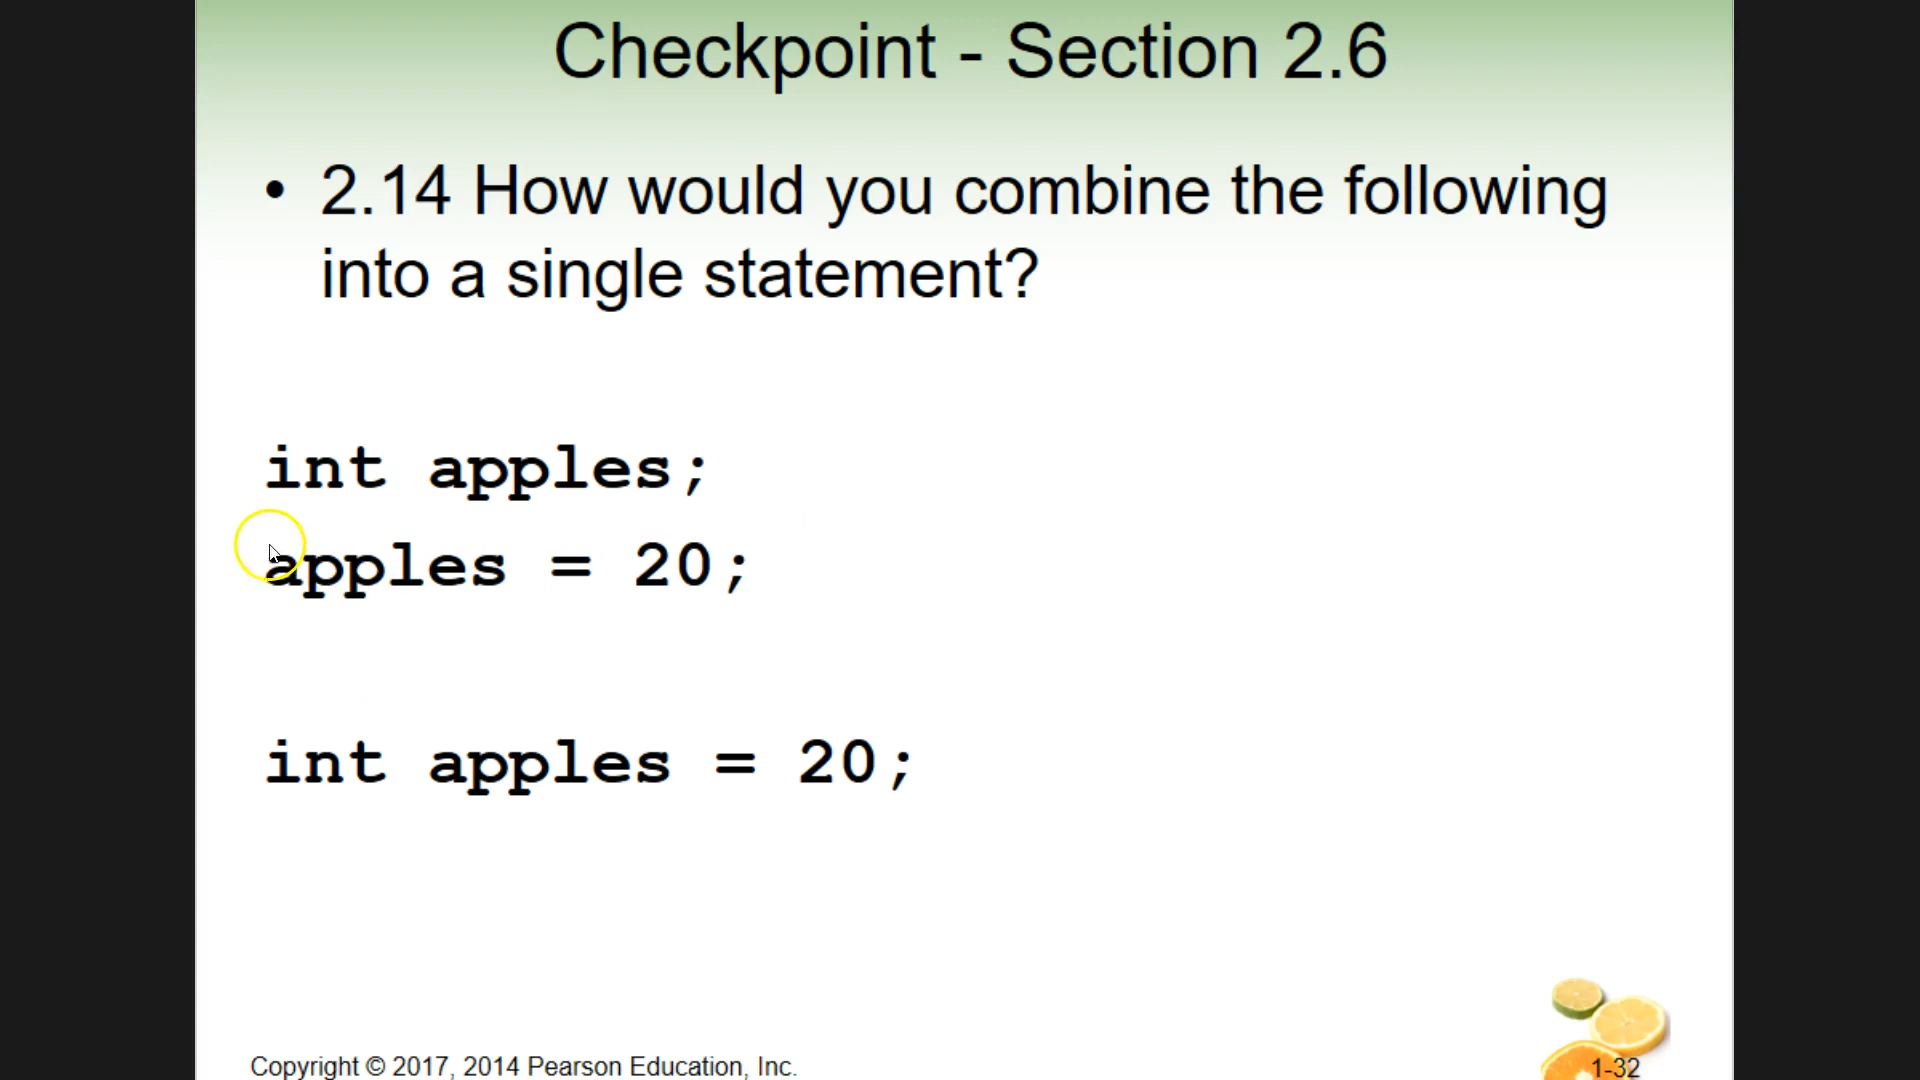 Checkpoint - Section 2.6
• 2.14 How would you combine the following
into a single statement?
int apples;
apples = 20;
int apples = 20;
Copyright © 2017, 2014 Pearson Education, Inc.
1-32